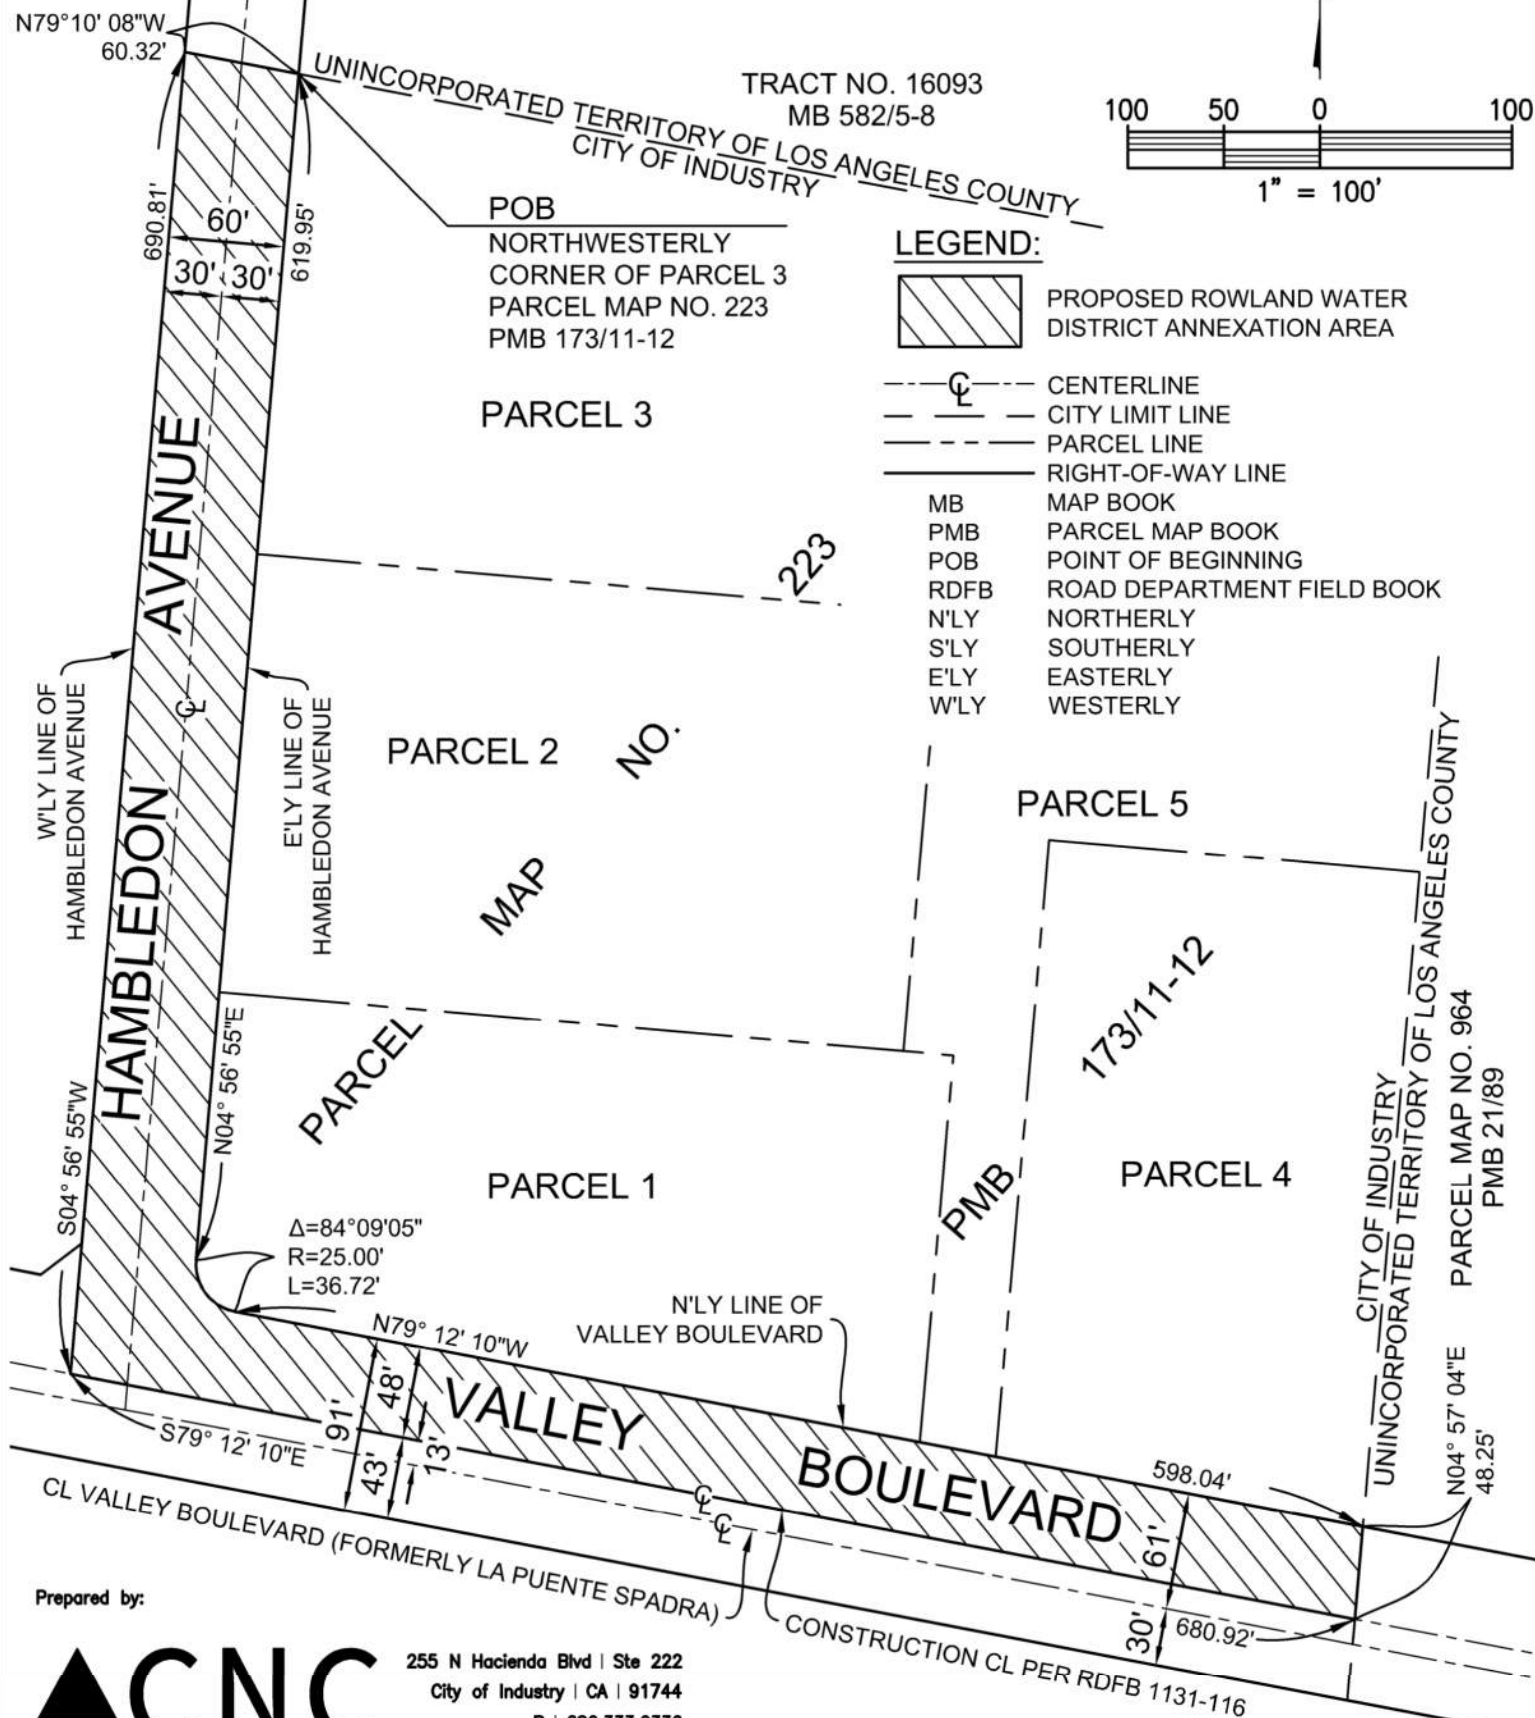 N79°10' 08"W
60.32'
UNINCORPORATED TERRITORY OF LOS ANGELES COUNTY
CITY OF INDUSTRY
TRACT NO. 16093
MB 582/5-8
100 50 0 100
1" = 100'
690.81'
60'
30' 30'
619.95'
POB
NORTHWESTERLY
CORNER OF PARCEL 3
PARCEL MAP NO. 223
PMB 173/11-12
LEGEND:
PROPOSED ROWLAND WATER
DISTRICT ANNEXATION AREA
CL CENTERLINE
CITY LIMIT LINE
PARCEL LINE
RIGHT-OF-WAY LINE
MB MAP BOOK
PMB PARCEL MAP BOOK
POB POINT OF BEGINNING
RDFB ROAD DEPARTMENT FIELD BOOK
N'LY NORTHERLY
S'LY SOUTHERLY
E'LY EASTERLY
W'LY WESTERLY
PARCEL 3
HAMBLEDON AVENUE
CL
W'LY LINE OF
HAMBLEDON AVENUE
E'LY LINE OF
HAMBLEDON AVENUE
PARCEL 2
PARCEL MAP NO. 223
PARCEL 5
PMB 173/11-12
CITY OF INDUSTRY
UNINCORPORATED TERRITORY OF LOS ANGELES COUNTY
PARCEL MAP NO. 964
PMB 21/89
S04° 56' 55"W
N04° 56' 55"E
PARCEL 1
PARCEL 4
Δ=84°09'05"
R=25.00'
L=36.72'
N79° 12' 10"W
N'LY LINE OF
VALLEY BOULEVARD
N04° 57' 04"E
48.25'
S79° 12' 10"E
91'
48'
43'
13'
VALLEY BOULEVARD
CL
CL
598.04'
61'
30'
680.92'
CL VALLEY BOULEVARD (FORMERLY LA PUENTE SPADRA)
CONSTRUCTION CL PER RDFB 1131-116
Prepared by:
CNC
255 N Hacienda Blvd | Ste 222
City of Industry | CA | 91744